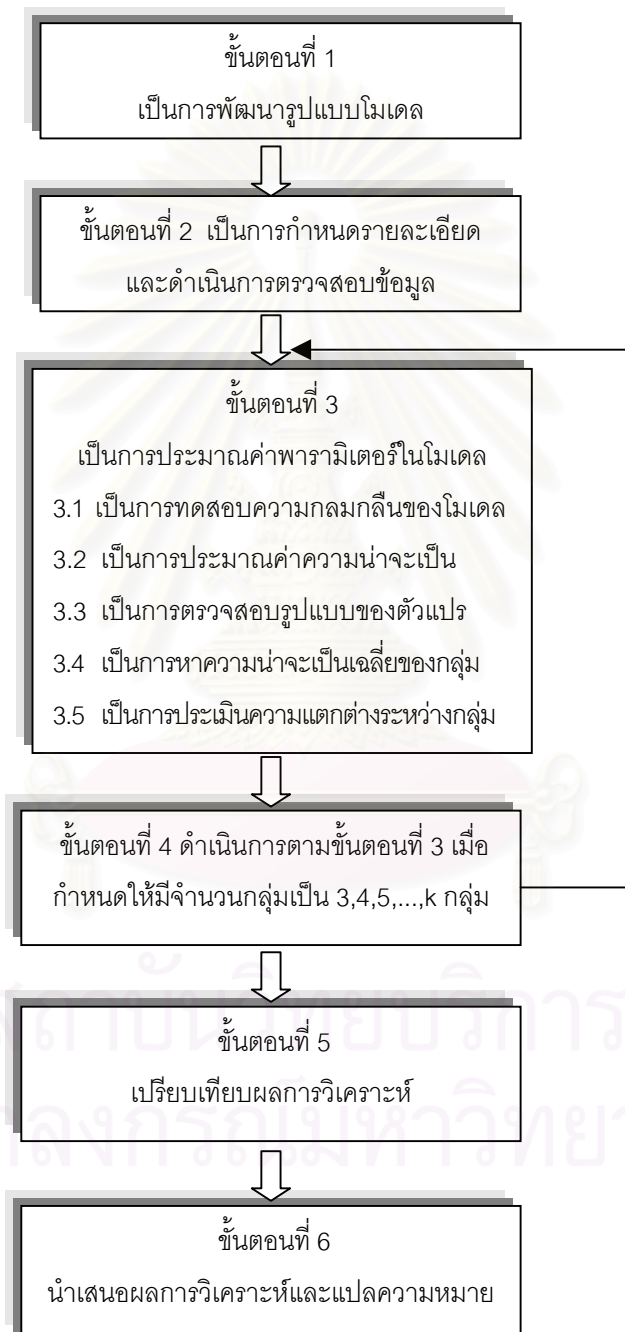 ขั้นตอนที่ 1
เป็นการพัฒนารูปแบบโมเดล
ขั้นตอนที่ 2 เป็นการกำหนดรายละเอียด
และดำเนินการตรวจสอบข้อมูล
ขั้นตอนที่ 3
เป็นการประมาณค่าพารามิเตอร์ในโมเดล
3.1 เป็นการทดสอบความกลมกลืนของโมเดล
3.2 เป็นการประมาณค่าความน่าจะเป็น
3.3 เป็นการตรวจสอบรูปแบบของตัวแปร
3.4 เป็นการหาความน่าจะเป็นเฉลี่ยของกลุ่ม
3.5 เป็นการประเมินความแตกต่างระหว่างกลุ่ม
ขั้นตอนที่ 4 ดำเนินการตามขั้นตอนที่ 3 เมื่อ
กำหนดให้มีจำนวนกลุ่มเป็น 3,4,5,...,k กลุ่ม
สถาบันวิทยบริการ
ขั้นตอนที่ 5
เปรียบเทียบผลการวิเคราะห์
ขั้นตอนที่ 6
นำเสนอผลการวิเคราะห์และแปลความหมาย